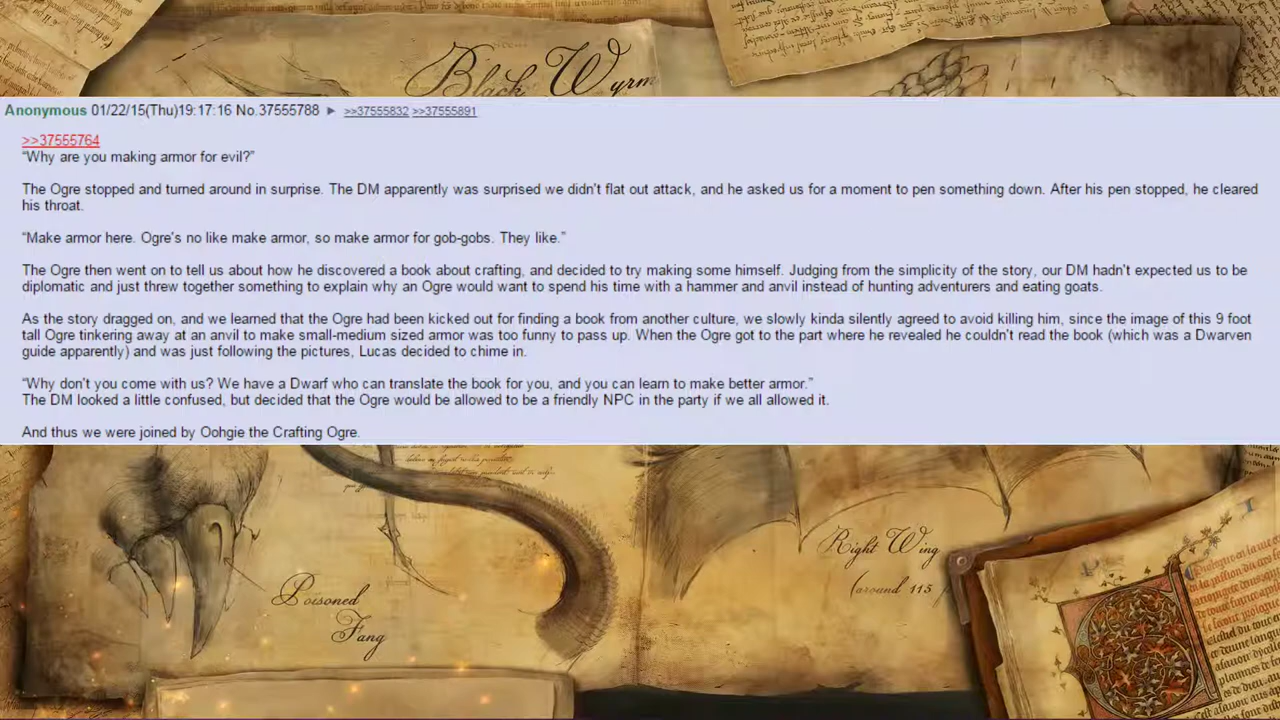 Black Wyrm
Anonymous 01/22/15(Thu)19:17:16 No.37555788 ► >>37555832 >>37555891
>>37555764
“Why are you making armor for evil?”
The Ogre stopped and turned around in surprise. The DM apparently was surprised we didn't flat out attack, and he asked us for a moment to pen something down. After his pen stopped, he cleared
his throat.
“Make armor here. Ogre's no like make armor, so make armor for gob-gobs. They like.”
The Ogre then went on to tell us about how he discovered a book about crafting, and decided to try making some himself. Judging from the simplicity of the story, our DM hadn't expected us to be
diplomatic and just threw together something to explain why an Ogre would want to spend his time with a hammer and anvil instead of hunting adventurers and eating goats.
As the story dragged on, and we learned that the Ogre had been kicked out for finding a book from another culture, we slowly kinda silently agreed to avoid killing him, since the image of this 9 foot
tall Ogre tinkering away at an anvil to make small-medium sized armor was too funny to pass up. When the Ogre got to the part where he revealed he couldn't read the book (which was a Dwarven
guide apparently) and was just following the pictures, Lucas decided to chime in.
“Why don't you come with us? We have a Dwarf who can translate the book for you, and you can learn to make better armor.”
The DM looked a little confused, but decided that the Ogre would be allowed to be a friendly NPC in the party if we all allowed it.
And thus we were joined by Oohgie the Crafting Ogre.
Right Wing
(around 115
Poisoned
Fang